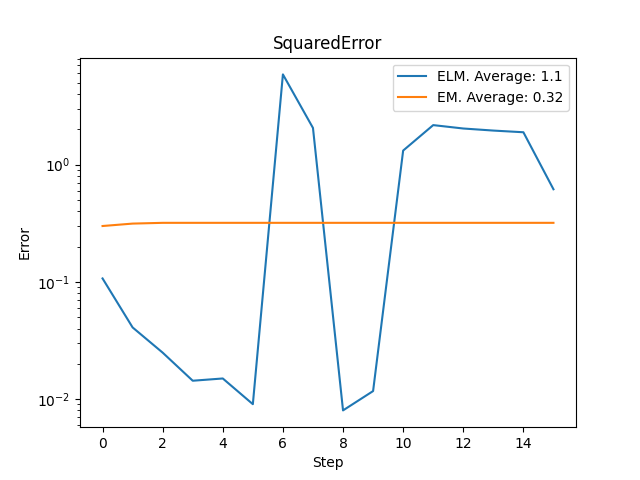 SquaredError
ELM. Average: 1.1
EM. Average: 0.32
Error
10⁰
10⁻¹
10⁻²
0 2 4 6 8 10 12 14
Step